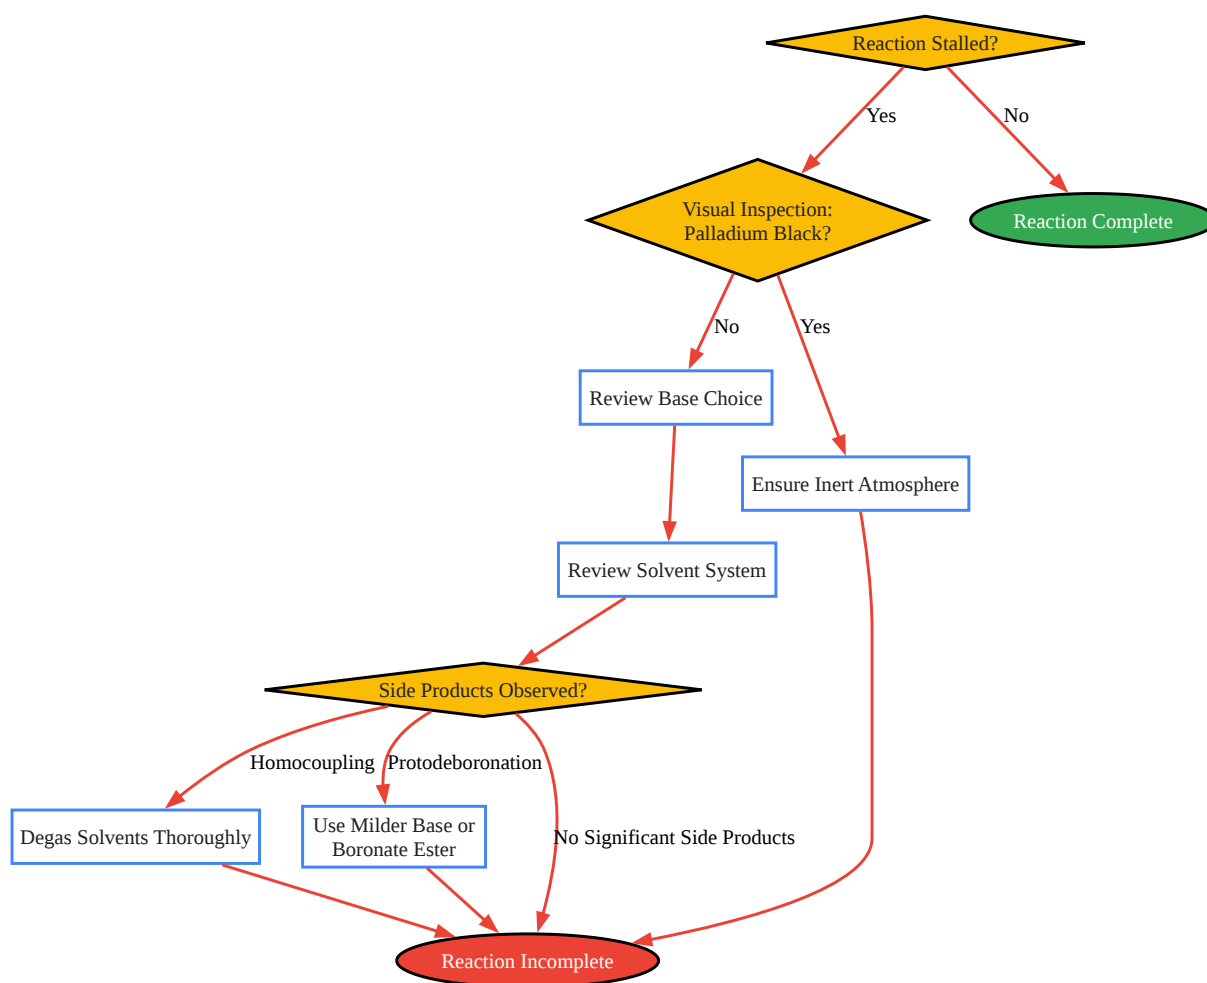 Reaction Stalled?
Yes
No
Visual Inspection:
Palladium Black?
Reaction Complete
No
Yes
Review Base Choice
Ensure Inert Atmosphere
Review Solvent System
Side Products Observed?
Homocoupling
Protodeboronation
No Significant Side Products
Degas Solvents Thoroughly
Use Milder Base or
Boronate Ester
Reaction Incomplete